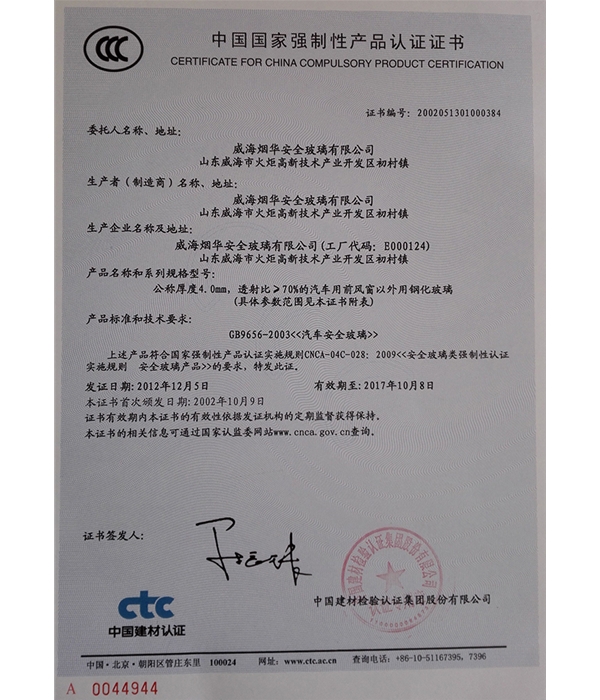 CCC
中国国家强制性产品认证证书
CERTIFICATE FOR CHINA COMPULSORY PRODUCT CERTIFICATION
证书编号: 2002051301000384
委托人名称、地址:
威海烟华安全玻璃有限公司
山东威海市火炬高新技术产业开发区初村镇
生产者（制造商）名称、地址:
威海烟华安全玻璃有限公司
山东威海市火炬高新技术产业开发区初村镇
生产企业名称及地址:
威海烟华安全玻璃有限公司(工厂代码: E000124)
山东威海市火炬高新技术产业开发区初村镇
产品名称和系列规格型号:
公称厚度4.0mm，透射比≥70%的汽车用前风窗以外用钢化玻璃
(具体参数范围见本证书附表)
产品标准和技术要求:
GB9656-2003<<汽车安全玻璃>>
上述产品符合国家强制性产品认证实施规则CNCA-04C-028: 2009<<安全玻璃类强制性认证
实施规则 安全玻璃产品>>的要求，特发此证。
发证日期: 2012年12月5日 有效期至: 2017年10月8日
本证书首次颁发日期: 2002年10月9日
证书有效期内本证书的有效性依据发证机构的定期监督获得保持。
本证书的相关信息可通过国家认监委网站www.cnca.gov.cn查询。
证书签发人:
中国建材检验认证集团股份有限公司
ctc
中国建材认证
中国建材检验认证集团股份有限公司
中国·北京·朝阳区管庄东里 100024 网址: www.ctc.ac.cn 查询电话: +86-10-51167395, 7396
A 0044944